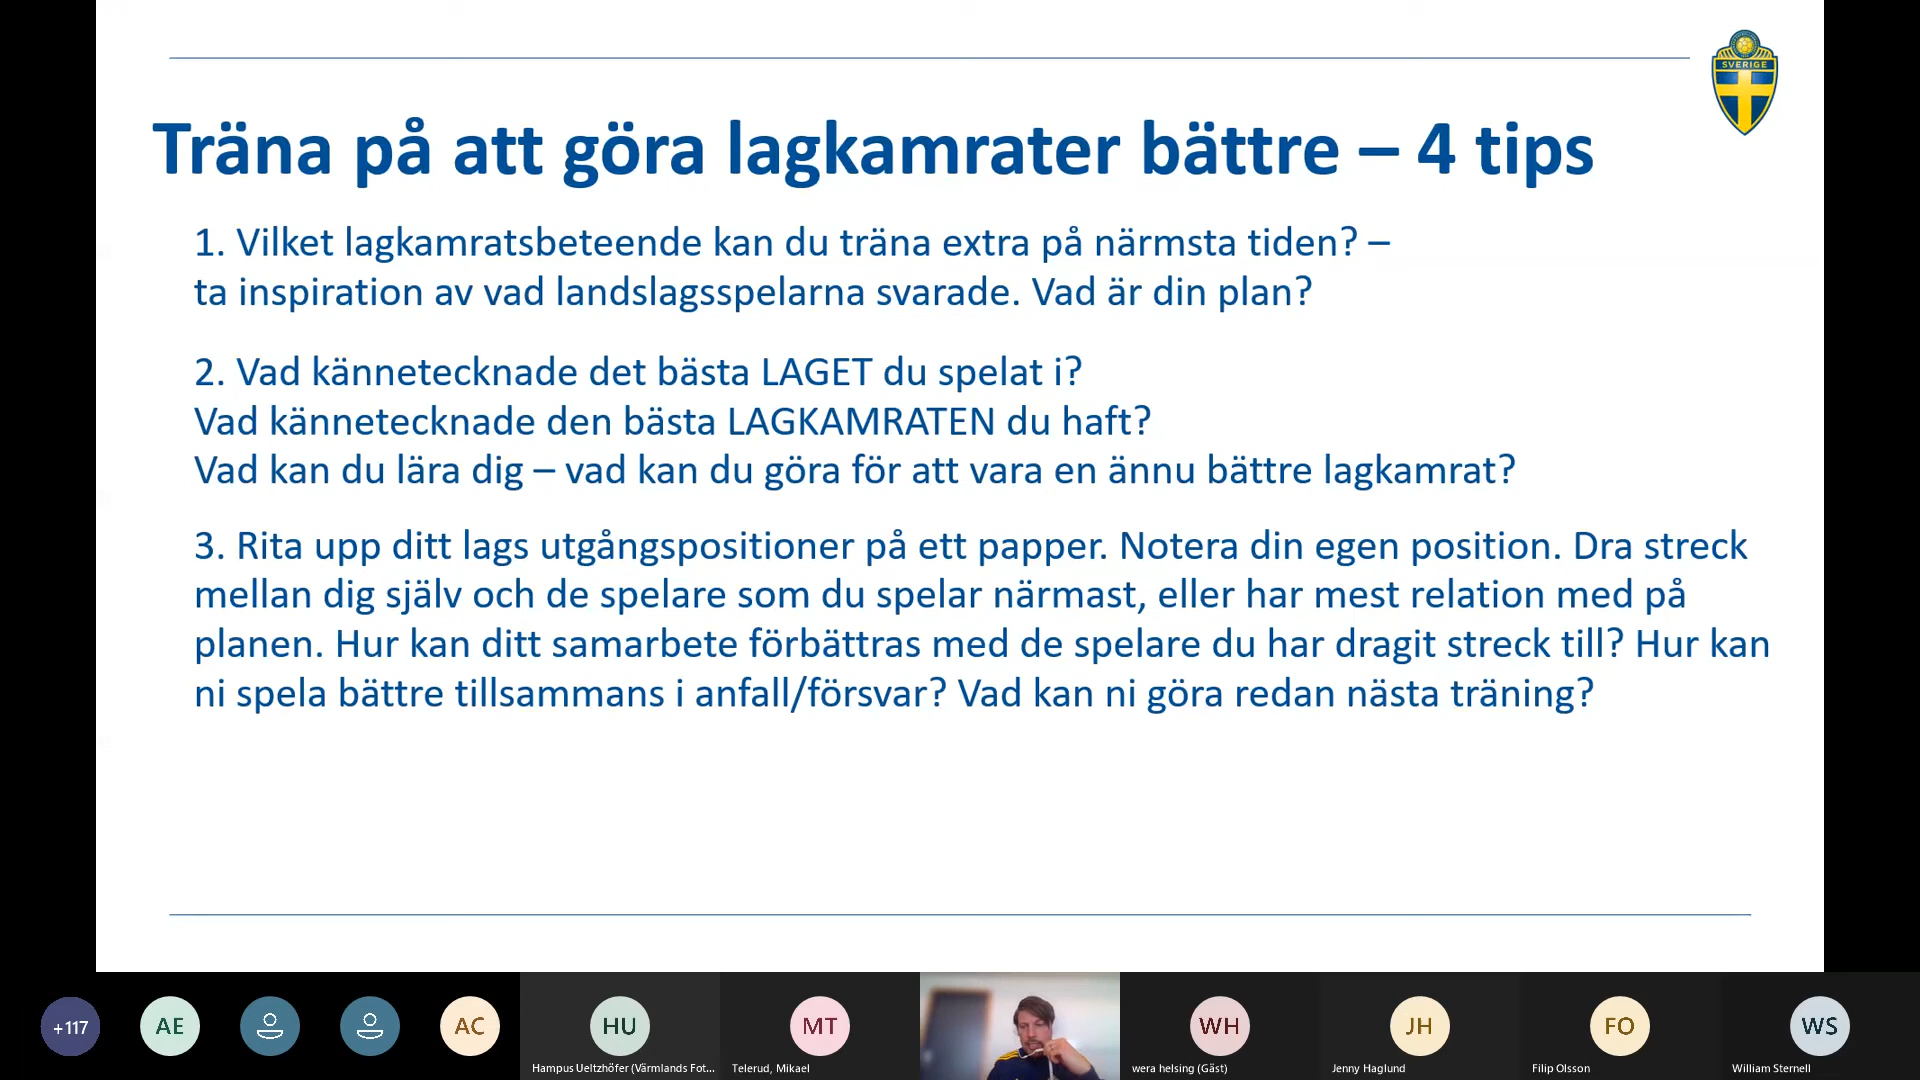 SVERIGE
Träna på att göra lagkamrater bättre – 4 tips
1. Vilket lagkamratsbeteende kan du träna extra på närmsta tiden? –
ta inspiration av vad landslagsspelarna svarade. Vad är din plan?
2. Vad kännetecknade det bästa LAGET du spelat i?
Vad kännetecknade den bästa LAGKAMRATEN du haft?
Vad kan du lära dig – vad kan du göra för att vara en ännu bättre lagkamrat?
3. Rita upp ditt lags utgångspositioner på ett papper. Notera din egen position. Dra streck
mellan dig själv och de spelare som du spelar närmast, eller har mest relation med på
planen. Hur kan ditt samarbete förbättras med de spelare du har dragit streck till? Hur kan
ni spela bättre tillsammans i anfall/försvar? Vad kan ni göra redan nästa träning?
+117
AE
AC
HU
MT
WH
JH
FO
WS
Hampus Ueltzhöfer (Värmlands Fot...
Telerud, Mikael
wera helsing (Gäst)
Jenny Haglund
Filip Olsson
William Sternell